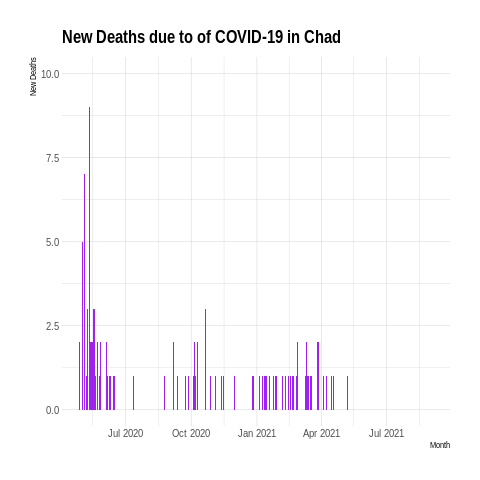 New Deaths due to of COVID-19 in Chad
New Deaths
10.0
7.5
5.0
2.5
0.0
Jul 2020 Oct 2020 Jan 2021 Apr 2021 Jul 2021
Month